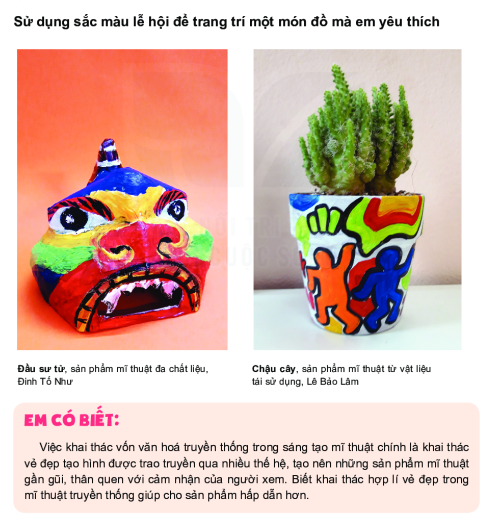 Sử dụng sắc màu lễ hội để trang trí một món đồ mà em yêu thích
Đầu sư tử, sản phẩm mĩ thuật đa chất liệu,
Đinh Tố Như
Chậu cây, sản phẩm mĩ thuật từ vật liệu
tái sử dụng, Lê Bảo Lâm
EM CÓ BIẾT:
Việc khai thác vốn văn hoá truyền thống trong sáng tạo mĩ thuật chính là khai thác
vẻ đẹp tạo hình được trao truyền qua nhiều thế hệ, tạo nên những sản phẩm mĩ thuật
gần gũi, thân quen với cảm nhận của người xem. Biết khai thác hợp lí vẻ đẹp trong
mĩ thuật truyền thống giúp cho sản phẩm hấp dẫn hơn.